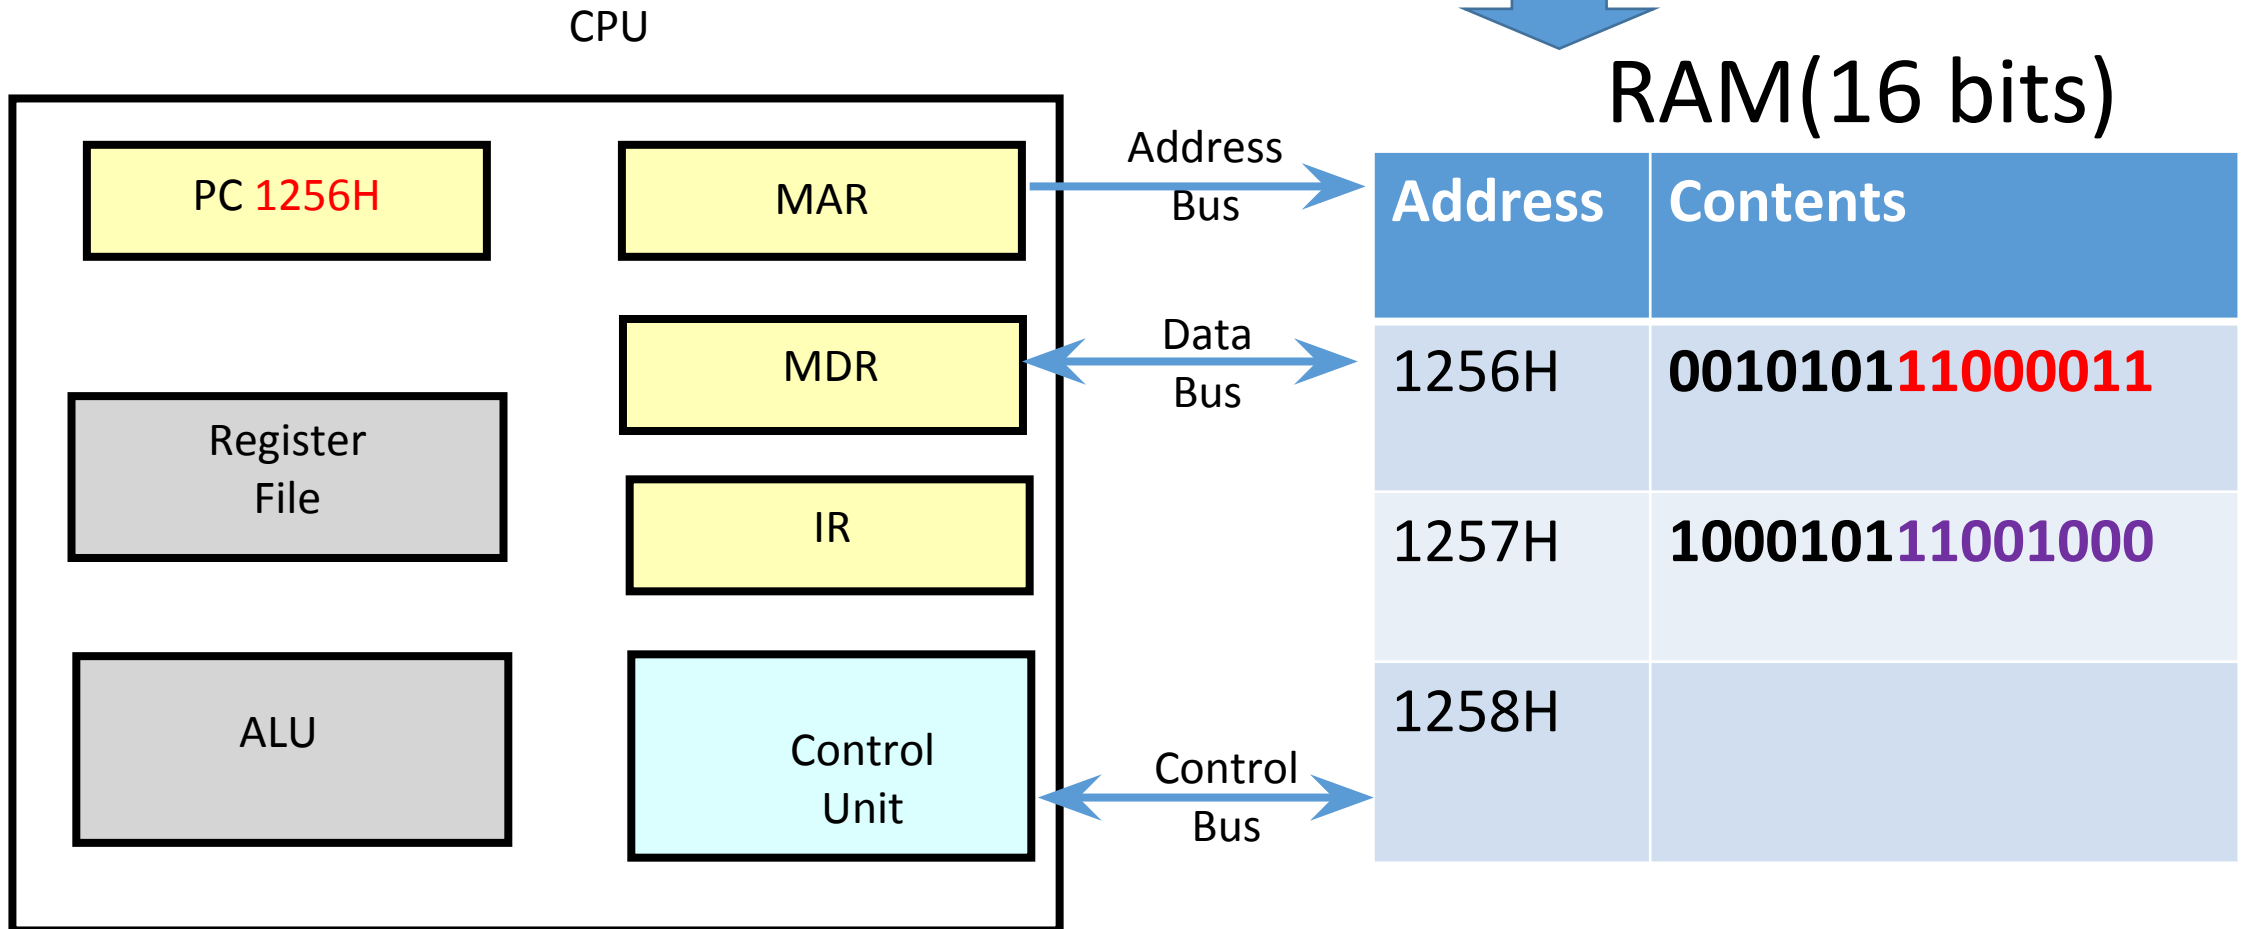 CPU
RAM(16 bits)
PC 1256H
MAR
Address
Bus
MDR
Data
Bus
Register
File
IR
ALU
Control
Unit
Control
Bus
Address Contents
1256H 001010111000011
1257H 100010111001000
1258H